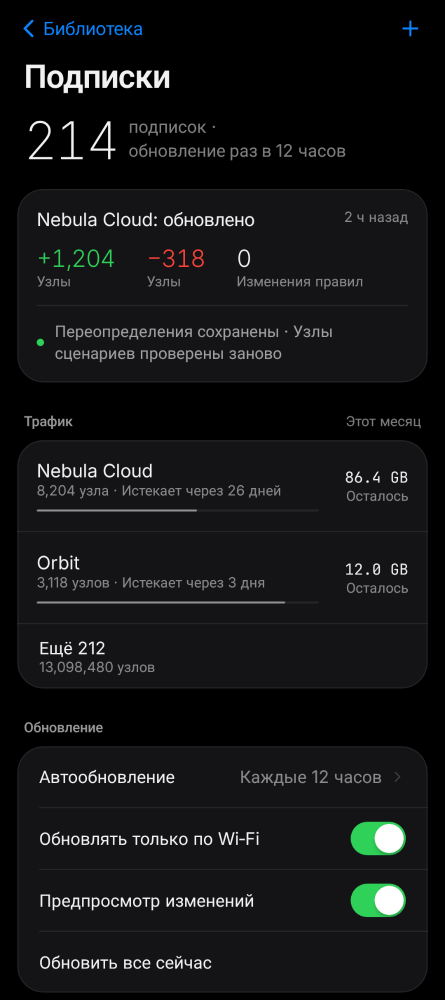 Библиотека
Подписки
214
подписок ·
обновление раз в 12 часов
Nebula Cloud: обновлено
2 ч назад
+1,204
−318
0
Узлы
Узлы
Изменения правил
Переопределения сохранены · Узлы
сценариев проверены заново
Трафик
Этот месяц
Nebula Cloud
86.4 GB
8,204 узла · Истекает через 26 дней
Осталось
Orbit
12.0 GB
3,118 узлов · Истекает через 3 дня
Осталось
Ещё 212
13,098,480 узлов
Обновление
Автообновление
Каждые 12 часов
Обновлять только по Wi-Fi
Предпросмотр изменений
Обновить все сейчас